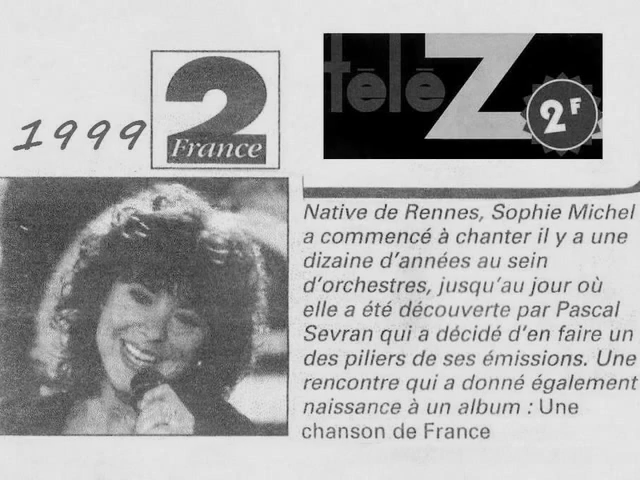 1999
2
France
télé Z
2F
Native de Rennes, Sophie Michel
a commencé à chanter il y a une
dizaine d'années au sein
d'orchestres, jusqu'au jour où
elle a été découverte par Pascal
Sevran qui a décidé d'en faire un
des piliers de ses émissions. Une
rencontre qui a donné également
naissance à un album : Une
chanson de France